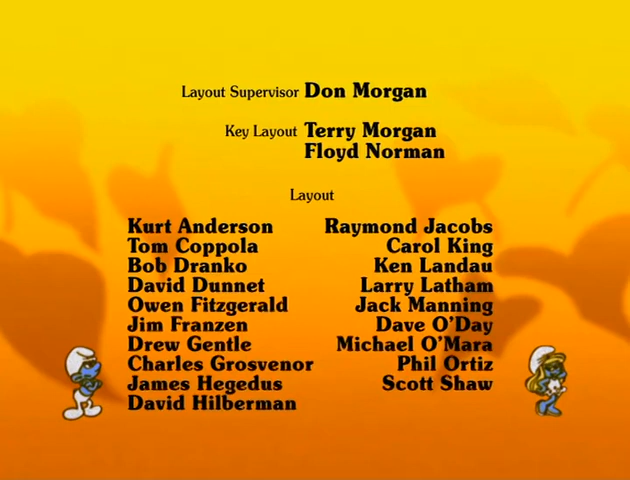 Layout Supervisor Don Morgan
Key Layout Terry Morgan
Floyd Norman
Layout
Kurt Anderson
Tom Coppola
Bob Dranko
David Dunnet
Owen Fitzgerald
Jim Franzen
Drew Gentle
Charles Grosvenor
James Hegedus
David Hilberman
Raymond Jacobs
Carol King
Ken Landau
Larry Latham
Jack Manning
Dave O'Day
Michael O'Mara
Phil Ortiz
Scott Shaw